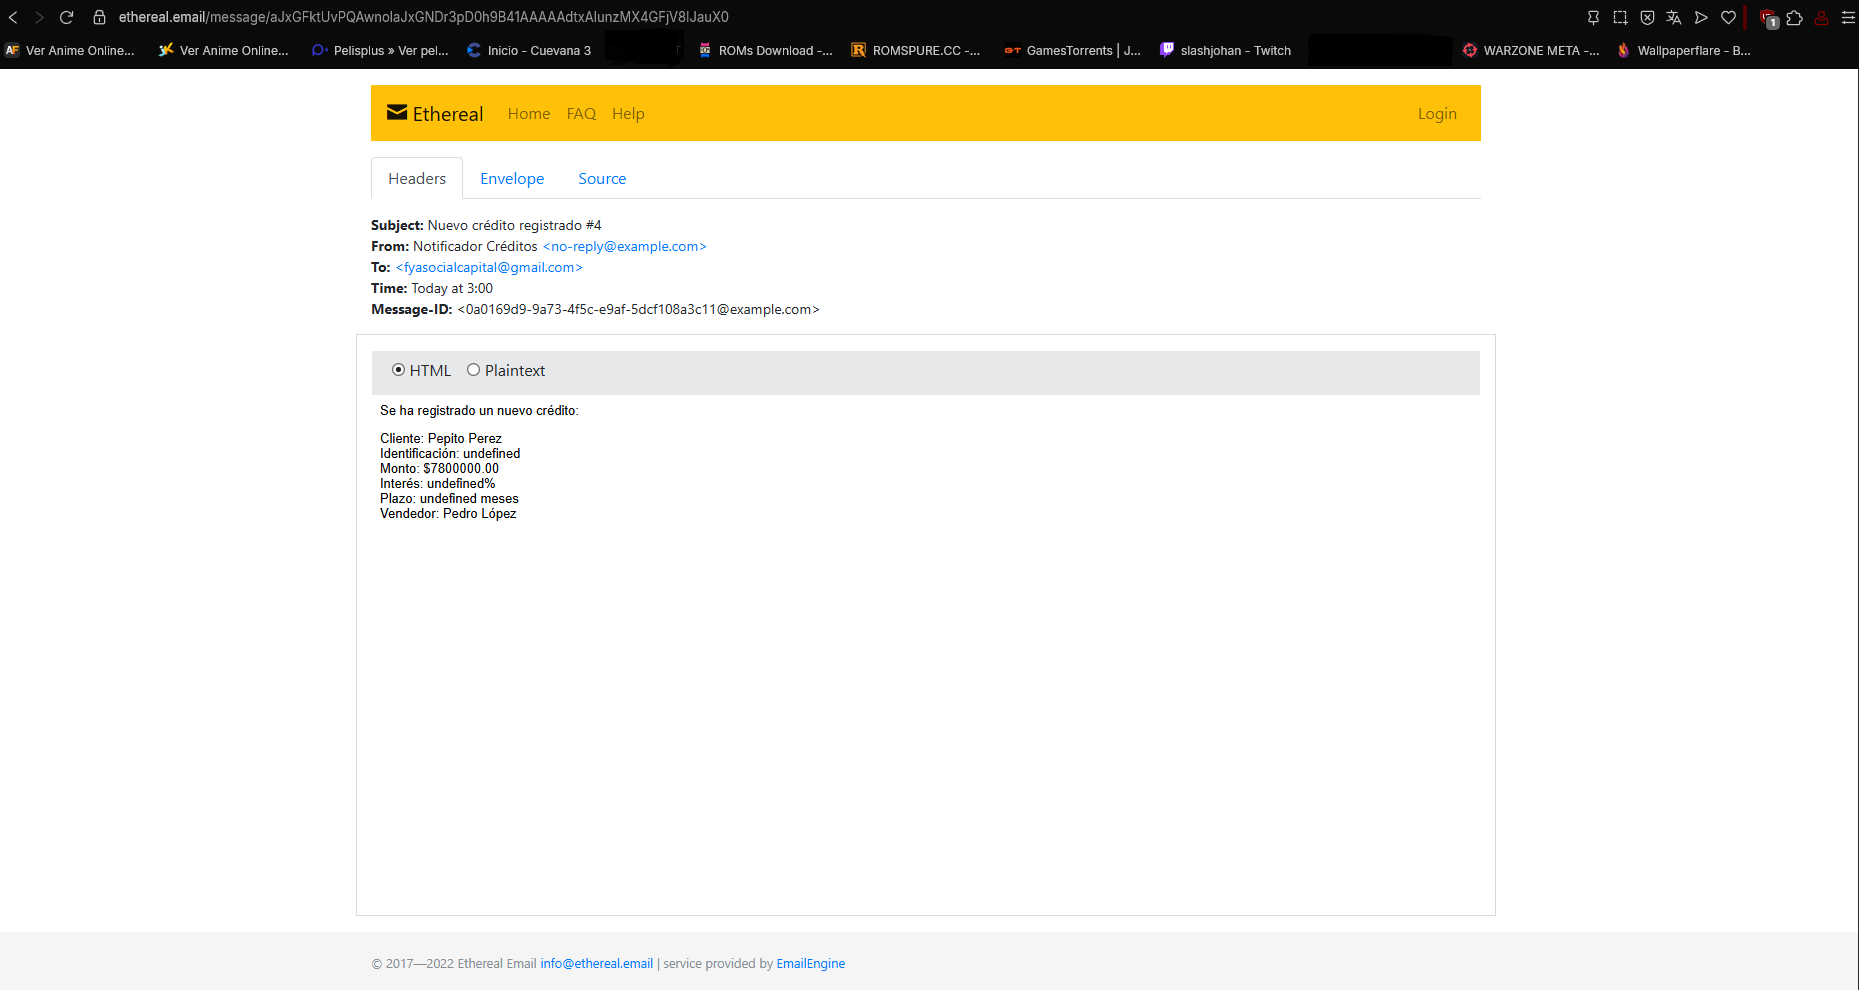 ethereal.email/message/aJxGFktUvPQAwnolaJxGNDr3pD0h9B41AAAAAdtxAlunzMX4GFjV8lJauX0
1
Ver Anime Online... Ver Anime Online... Pelisplus » Ver pel... Inicio - Cuevana 3 ROMs Download -... ROMSPURE.CC -... GamesTorrents | J... slashjohan - Twitch WARZONE META -... Wallpaperflare - B...
Ethereal Home FAQ Help Login
Headers Envelope Source
Subject: Nuevo crédito registrado #4
From: Notificador Créditos <no-reply@example.com>
To: <fyasocialcapital@gmail.com>
Time: Today at 3:00
Message-ID: <0a0169d9-9a73-4f5c-e9af-5dcf108a3c11@example.com>
HTML Plaintext
Se ha registrado un nuevo crédito:
Cliente: Pepito Perez
Identificación: undefined
Monto: $7800000.00
Interés: undefined%
Plazo: undefined meses
Vendedor: Pedro López
© 2017—2022 Ethereal Email info@ethereal.email | service provided by EmailEngine